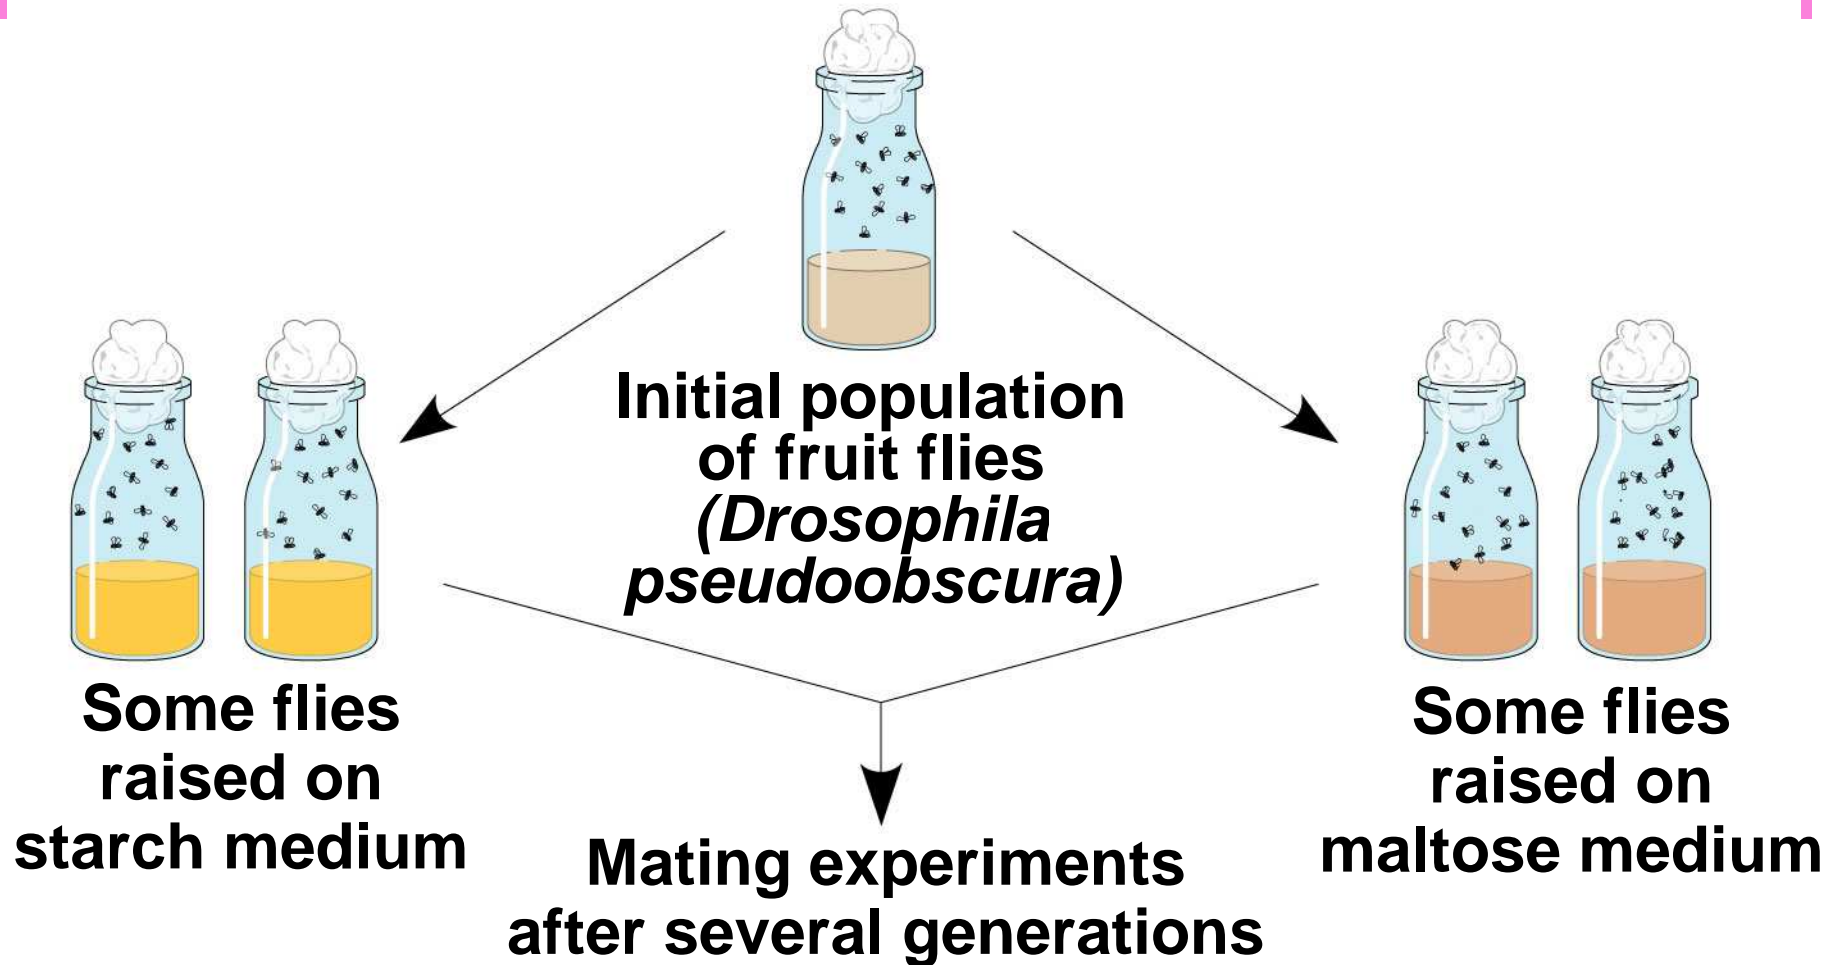 Initial population
of fruit flies
(Drosophila
pseudoobscura)
Some flies
raised on
starch medium
Some flies
raised on
maltose medium
Mating experiments
after several generations